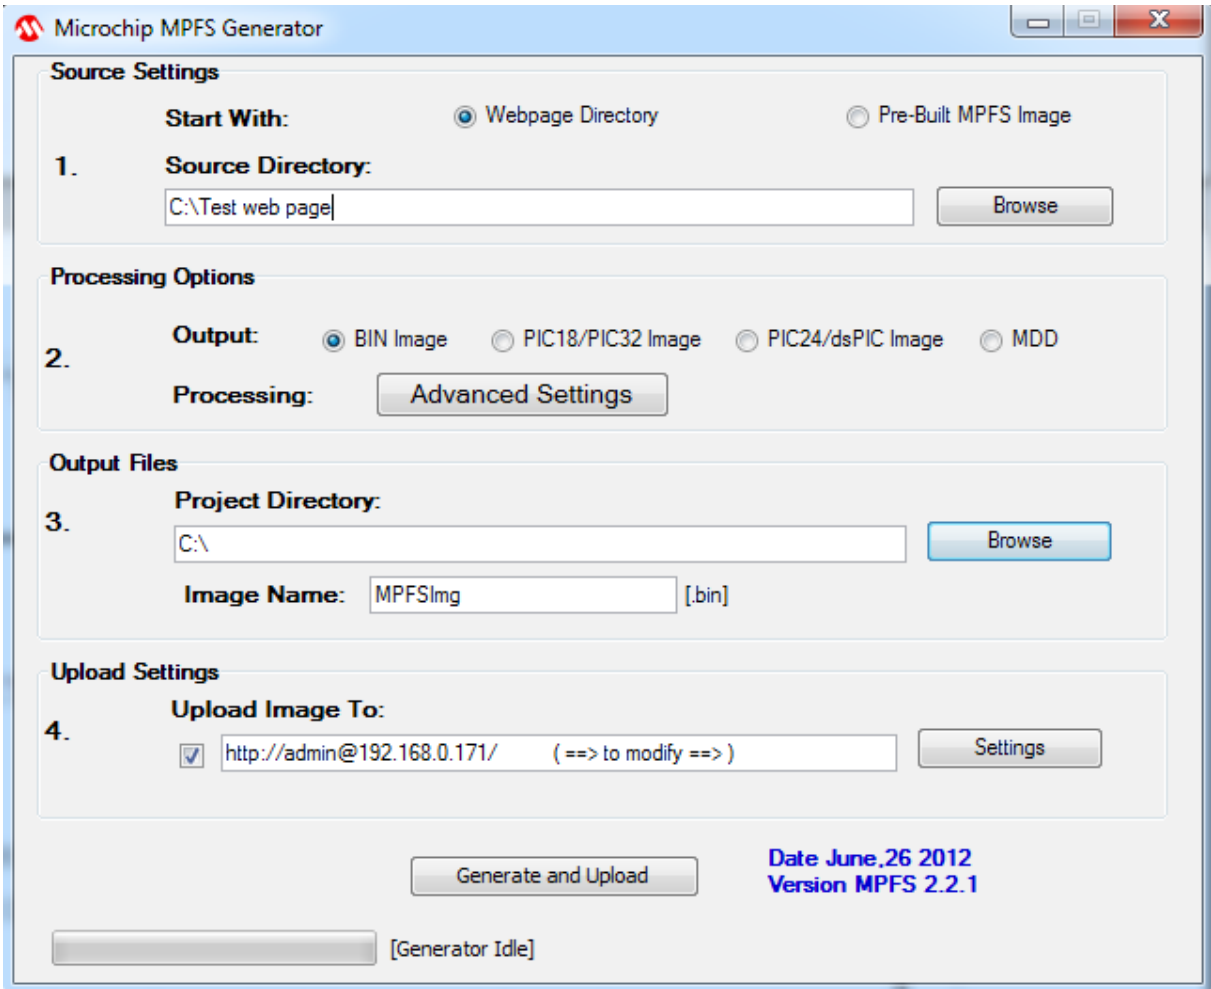 Microchip MPFS Generator
Source Settings
Start With: Webpage Directory Pre-Built MPFS Image
1.
Source Directory:
C:\Test web page Browse
Processing Options
Output: BIN Image PIC18/PIC32 Image PIC24/dsPIC Image MDD
2.
Processing: Advanced Settings
Output Files
Project Directory:
3.
C:\ Browse
Image Name: MPFSImg [.bin]
Upload Settings
Upload Image To:
4.
http://admin@192.168.0.171/ ( ==> to modify ==> ) Settings
Generate and Upload
Date June,26 2012
Version MPFS 2.2.1
[Generator Idle]